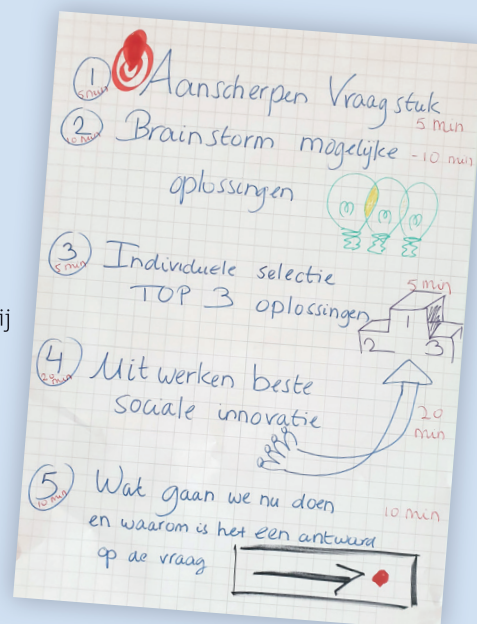 1 Aanscherpen Vraagstuk
5 min 5 min
2 Brainstorm mogelijke - 10 min
10 min
oplossingen
3 Individuele selectie
5 min 5 min
TOP 3 oplossingen
1
2 3
ij
4 Uitwerken beste
20 min
sociale innovatie
20
min
5 Wat gaan we nu doen
10 min 10 min
en waarom is het een antward
op de vraag